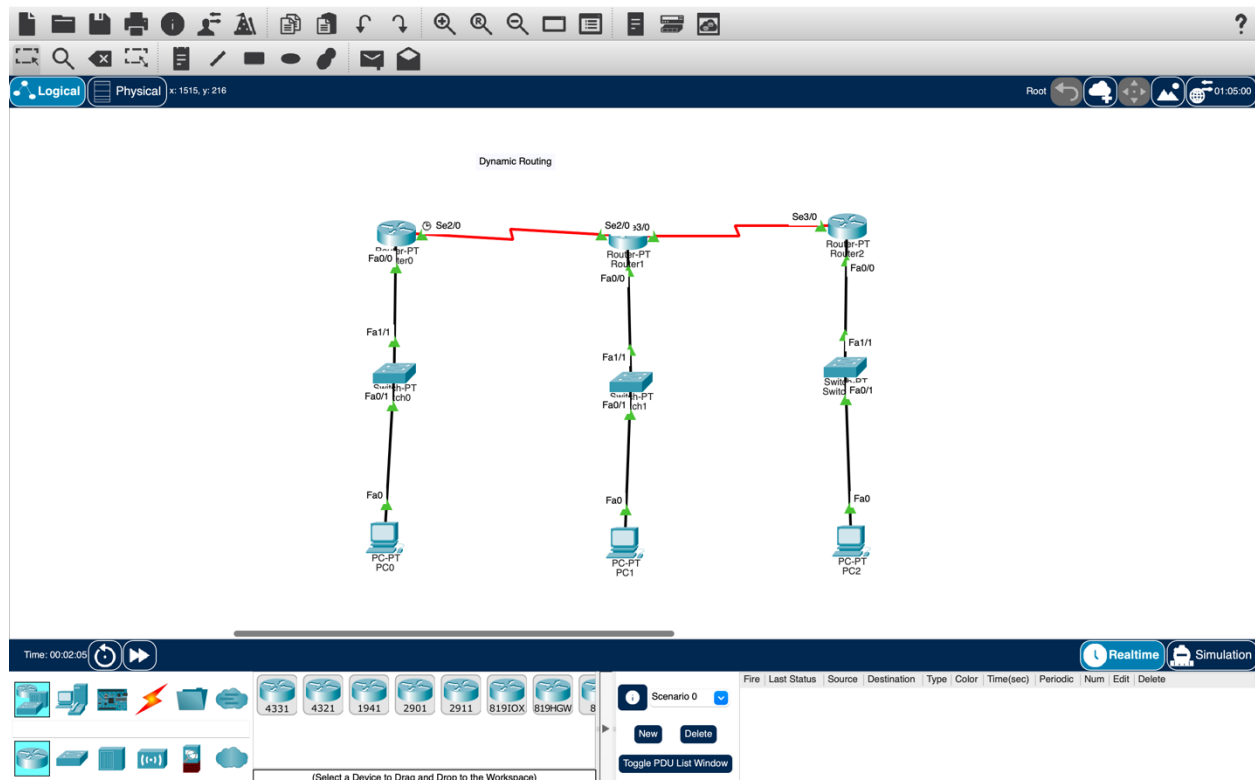 ?
Logical Physical x: 1515, y: 216 Root 01:05:00
Dynamic Routing
Se2/0 Se2/0 Se3/0
Router-PT Router-PT
Router1 Router2
Fa0/0 Fa0/0 Fa0/0
Fa1/1 Fa1/1 Fa1/1
Fa0/1 Fa0/1 Fa0/1
Fa0 Fa0 Fa0
PC-PT PC-PT PC-PT
PC0 PC1 PC2
Time: 00:02:05 Realtime Simulation
Fire Last Status Source Destination Type Color Time(sec) Periodic Num Edit Delete
4331 4321 1941 2901 2911 819IOX 819HGW
Scenario 0
New Delete
Toggle PDU List Window
(Select a Device to Drag and Drop to the Workspace)